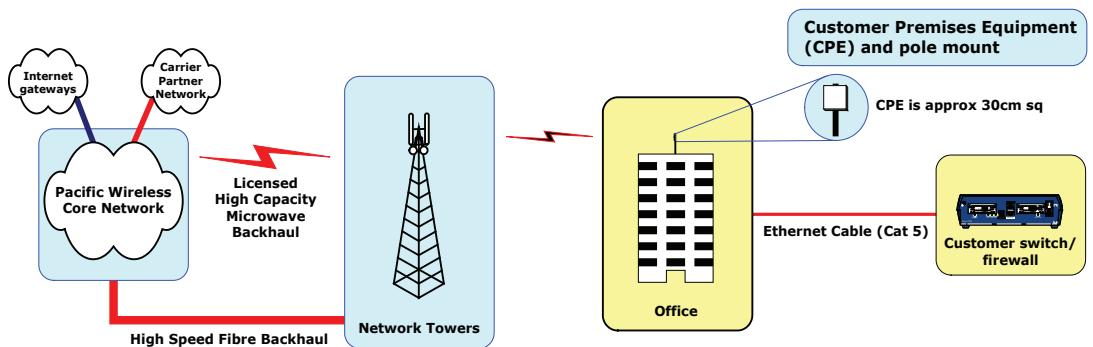 Internet
gateways
Carrier
Partner
Network
Pacific Wireless
Core Network
Licensed
High Capacity
Microwave
Backhaul
High Speed Fibre Backhaul
Network Towers
Customer Premises Equipment
(CPE) and pole mount
CPE is approx 30cm sq
Office
Ethernet Cable (Cat 5)
Customer switch/
firewall